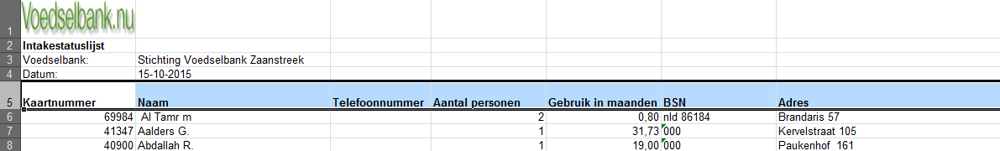 Voedselbank.nu
1
2 Intakestatuslijst
3 Voedselbank: Stichting Voedselbank Zaanstreek
4 Datum: 15-10-2015
5 Kaartnummer Naam Telefoonnummer Aantal personen Gebruik in maanden BSN Adres
6 69984 Al Tamr m 2 0,80 nld 86184 Brandaris 57
7 41347 Aalders G. 1 31,73 000 Kervelstraat 105
8 40900 Abdallah R. 1 19,00 000 Paukenhof 161